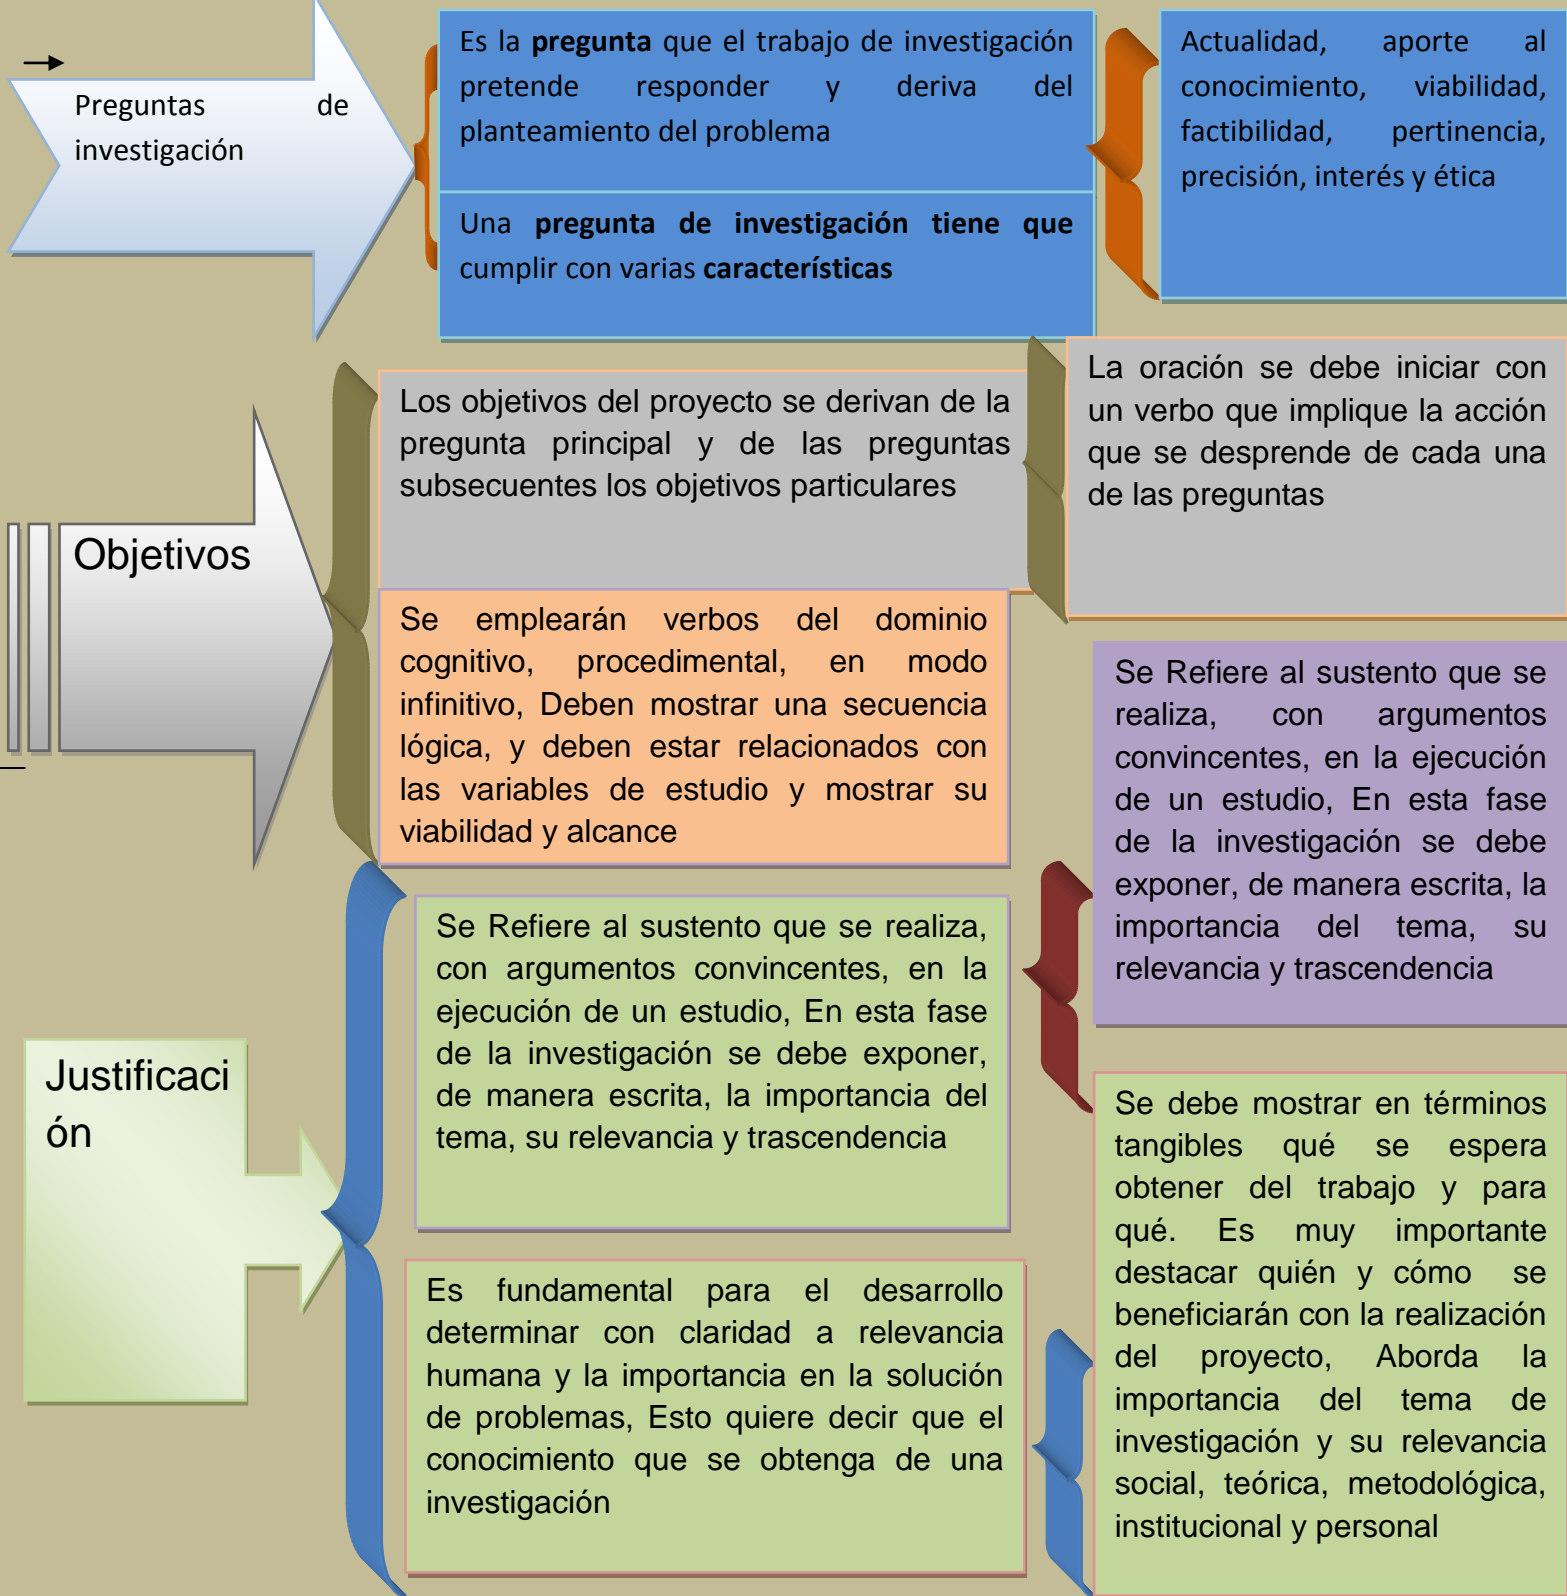 Preguntas de
investigación
Es la pregunta que el trabajo de investigación
pretende responder y deriva del
planteamiento del problema
Una pregunta de investigación tiene que
cumplir con varias características
Actualidad, aporte al
conocimiento, viabilidad,
factibilidad, pertinencia,
precisión, interés y ética
Objetivos
Los objetivos del proyecto se derivan de la
pregunta principal y de las preguntas
subsecuentes los objetivos particulares
La oración se debe iniciar con
un verbo que implique la acción
que se desprende de cada una
de las preguntas
Se emplearán verbos del dominio
cognitivo, procedimental, en modo
infinitivo, Deben mostrar una secuencia
lógica, y deben estar relacionados con
las variables de estudio y mostrar su
viabilidad y alcance
Justificaci
ón
Se Refiere al sustento que se realiza,
con argumentos convincentes, en la
ejecución de un estudio, En esta fase
de la investigación se debe exponer,
de manera escrita, la importancia del
tema, su relevancia y trascendencia
Se Refiere al sustento que se
realiza, con argumentos
convincentes, en la ejecución
de un estudio, En esta fase
de la investigación se debe
exponer, de manera escrita, la
importancia del tema, su
relevancia y trascendencia
Es fundamental para el desarrollo
determinar con claridad a relevancia
humana y la importancia en la solución
de problemas, Esto quiere decir que el
conocimiento que se obtenga de una
investigación
Se debe mostrar en términos
tangibles qué se espera
obtener del trabajo y para
qué. Es muy importante
destacar quién y cómo se
beneficiarán con la realización
del proyecto, Aborda la
importancia del tema de
investigación y su relevancia
social, teórica, metodológica,
institucional y personal